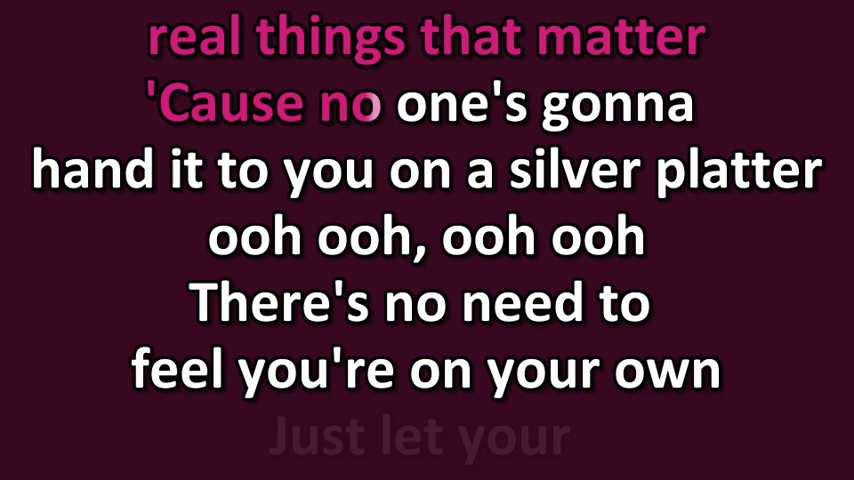 real things that matter
'Cause no one's gonna
hand it to you on a silver platter
ooh ooh, ooh ooh
There's no need to
feel you're on your own
Just let your